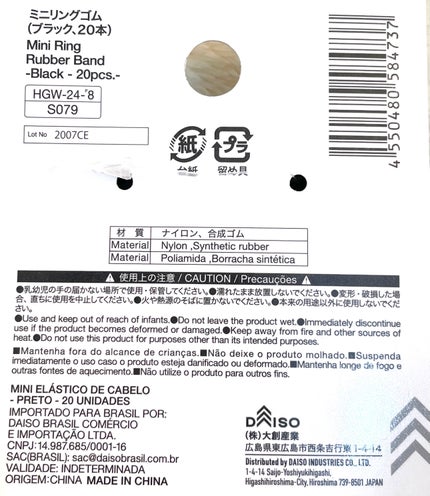 ミニリングゴム
(ブラック、20本)
Mini Ring
Rubber Band
-Black - 20pcs.-
HGW-24-'8
S079
Lot No 2007CE
紙
台紙
プラ
留め具
4 550480 584737
材 質 ナイロン、合成ゴム
Material Nylon ,Synthetic rubber
Material Poliamida ,Borracha sintética
使用上の注意 / CAUTION / Precauções
●乳幼児の手の届かない場所で使用・保管してください。●濡れたまま放置しないでください。●変形・破損した場
合、直ちに使用を中止してください。●火や熱源のそばに置かないでください。●本来の用途以外に使用しないでくだ
さい。
●Use and keep out of reach of infants.●Do not leave the product wet.●Immediately discontinue
use if the product becomes deformed or damaged.●Keep away from fire and other sources of
heat.●Do not use this product for purposes other than its intended purposes.
■Mantenha fora do alcance de crianças.■Não deixe o produto molhado.■Suspenda
imediatamente o uso caso o produto esteja danificado ou deformado.■Mantenha longe de fogo e
outras fontes de aquecimento.■Não utilize o produto para outros fins.
MINI ELÁSTICO DE CABELO
- PRETO - 20 UNIDADES
IMPORTADO PARA BRASIL POR:
DAISO BRASIL COMÉRCIO
E IMPORTAÇÃO LTDA.
CNPJ:14.987.685/0001-16
SAC(BRASIL): sac@daisobrasil.com.br
VALIDADE: INDETERMINADA
ORIGEM:CHINA MADE IN CHINA
DAISO
(株)大創産業
広島県東広島市西条吉行東1-4-14
Distributed by DAISO INDUSTRIES CO., LTD.
1-4-14 Saijo-Yoshiyukihigashi,
Higashihiroshima-City, Hiroshima, 739-8501 JAPAN